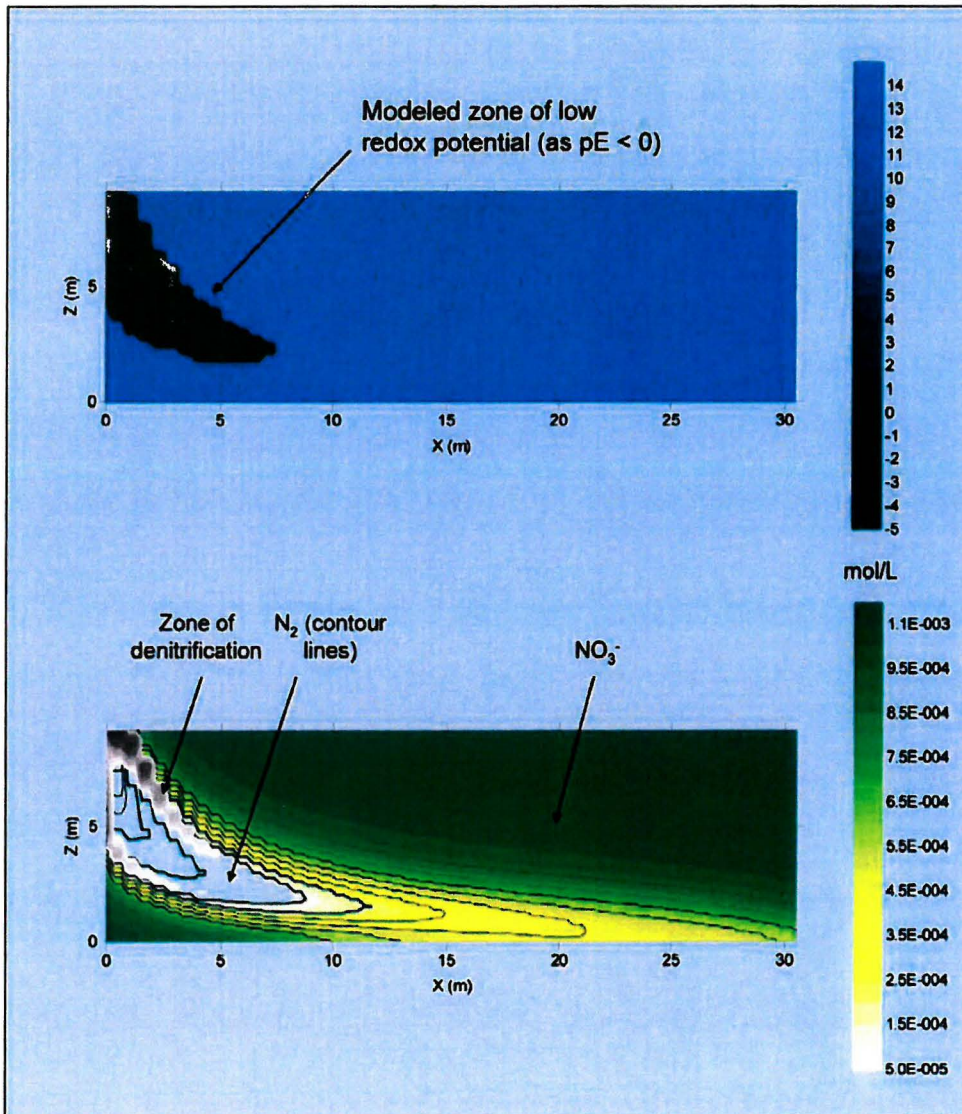 Modeled zone of low
redox potential (as pE < 0)
14
13
12
11
10
9
8
7
6
5
4
3
2
1
0
-1
-2
-3
-4
-5
Z (m)
5
0
0
5
10
15
20
25
30
X (m)
mol/L
1.1E-003
9.5E-004
8.5E-004
7.5E-004
6.5E-004
5.5E-004
4.5E-004
3.5E-004
2.5E-004
1.5E-004
5.0E-005
Zone of
denitrification
N₂ (contour
lines)
NO₃⁻
Z (m)
5
0
0
5
10
15
20
25
30
X (m)